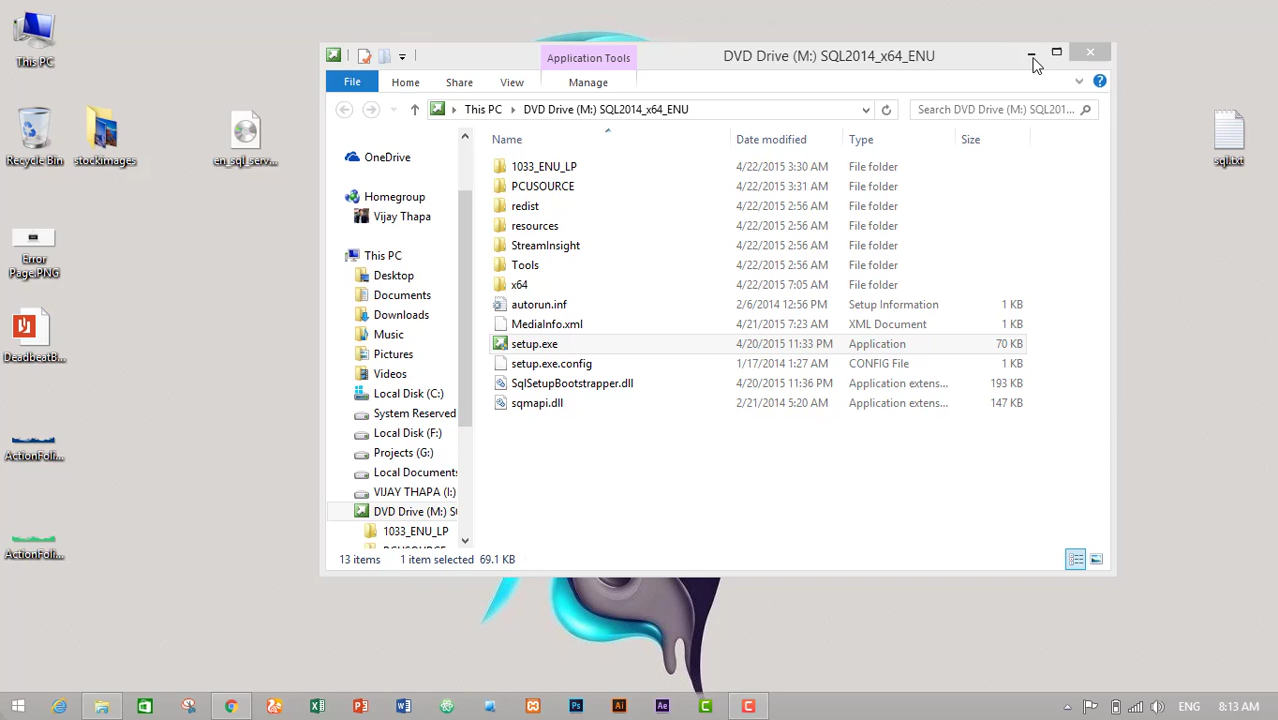 This PC
Recycle Bin
stockimages
en_sql_serv...
Error
Page.PNG
DeadbeatB...
ActionFoli...
ActionFoli...
sql.txt
Application Tools
DVD Drive (M:) SQL2014_x64_ENU
File
Home
Share
View
Manage
This PC
DVD Drive (M:) SQL2014_x64_ENU
Search DVD Drive (M:) SQL201...
Name
Date modified
Type
Size
OneDrive
Homegroup
Vijay Thapa
This PC
Desktop
Documents
Downloads
Music
Pictures
Videos
Local Disk (C:)
System Reserved
Local Disk (F:)
Projects (G:)
Local Documents
VIJAY THAPA (I:)
DVD Drive (M:) S
1033_ENU_LP
PCUSOURCE
1033_ENU_LP 4/22/2015 3:30 AM File folder
PCUSOURCE 4/22/2015 3:31 AM File folder
redist 4/22/2015 2:56 AM File folder
resources 4/22/2015 2:56 AM File folder
StreamInsight 4/22/2015 2:56 AM File folder
Tools 4/22/2015 2:56 AM File folder
x64 4/22/2015 7:05 AM File folder
autorun.inf 2/6/2014 12:56 PM Setup Information 1 KB
MediaInfo.xml 4/21/2015 7:23 AM XML Document 1 KB
setup.exe 4/20/2015 11:33 PM Application 70 KB
setup.exe.config 1/17/2014 1:27 AM CONFIG File 1 KB
SqlSetupBootstrapper.dll 4/20/2015 11:36 PM Application extens... 193 KB
sqmapi.dll 2/21/2014 5:20 AM Application extens... 147 KB
13 items 1 item selected 69.1 KB
ENG
8:13 AM